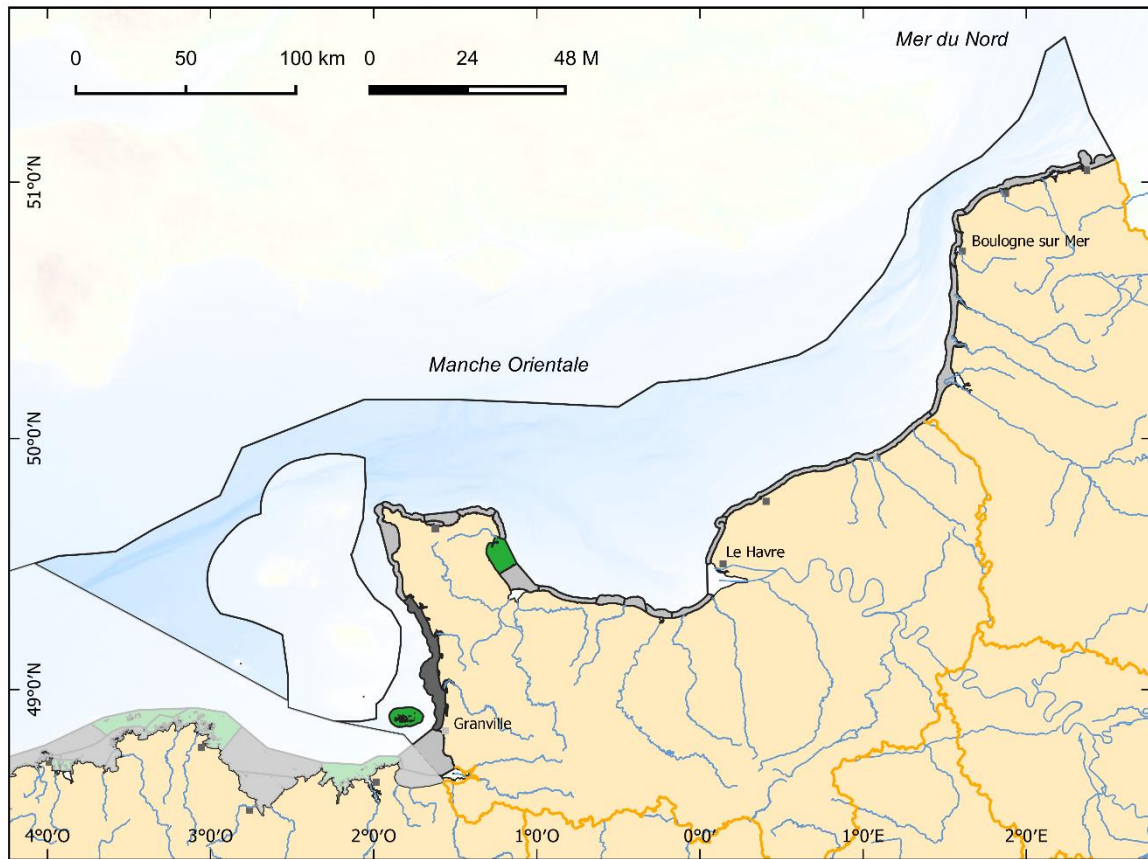 Mer du Nord
0 50 100 km 0 24 48 M
51°0'N
Boulogne sur Mer
Manche Orientale
50°0'N
Le Havre
49°0'N
Granville
4°0'O 3°0'O 2°0'O 1°0'O 0°0' 1°0'E 2°0'E